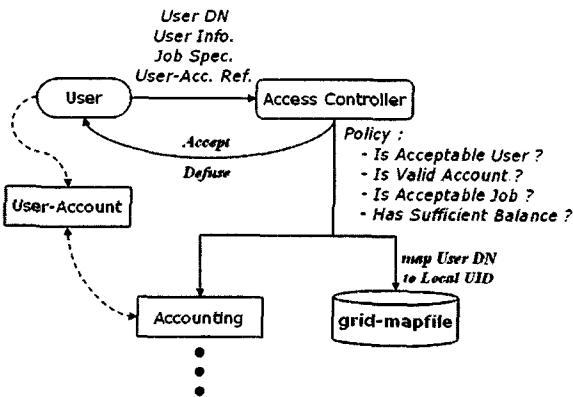 User DN
User Info.
Job Spec.
User-Acc. Ref.
User
Access Controller
Accept
Defuse
Policy :
- Is Acceptable User ?
- Is Valid Account ?
- Is Acceptable Job ?
- Has Sufficient Balance ?
User-Account
map User DN
to Local UID
Accounting
grid-mapfile